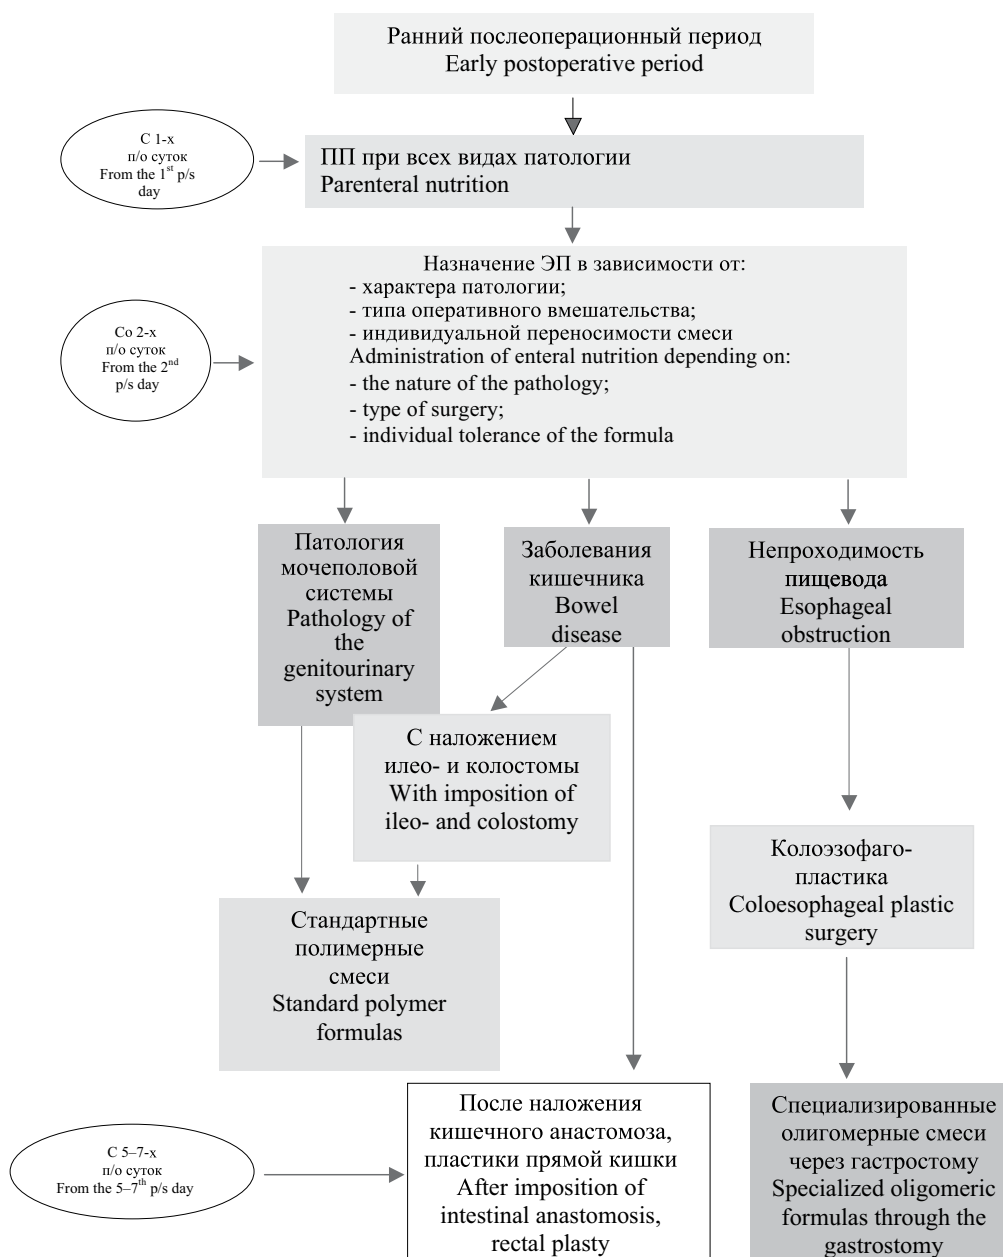 Ранний послеоперационный период
Early postoperative period
С 1-х
п/о суток
From the 1st p/s
day
ПП при всех видах патологии
Parenteral nutrition
Назначение ЭП в зависимости от:
- характера патологии;
- типа оперативного вмешательства;
- индивидуальной переносимости смеси
Administration of enteral nutrition depending on:
- the nature of the pathology;
- type of surgery;
- individual tolerance of the formula
Со 2-х
п/о суток
From the 2nd
p/s day
Патология
мочеполовой
системы
Pathology of
the
genitourinary
system
Заболевания
кишечника
Bowel
disease
Непроходимость
пищевода
Esophageal
obstruction
С наложением
илео- и колостомы
With imposition of
ileo- and colostomy
Колоэзофаго-
пластика
Coloesophageal plastic
surgery
Стандартные
полимерные
смеси
Standard polymer
formulas
С 5–7-х
п/о суток
From the 5–7th p/s day
После наложения
кишечного анастомоза,
пластики прямой кишки
After imposition of
intestinal anastomosis,
rectal plasty
Специализированные
олигомерные смеси
через гастростому
Specialized oligomeric
formulas through the
gastrostomy